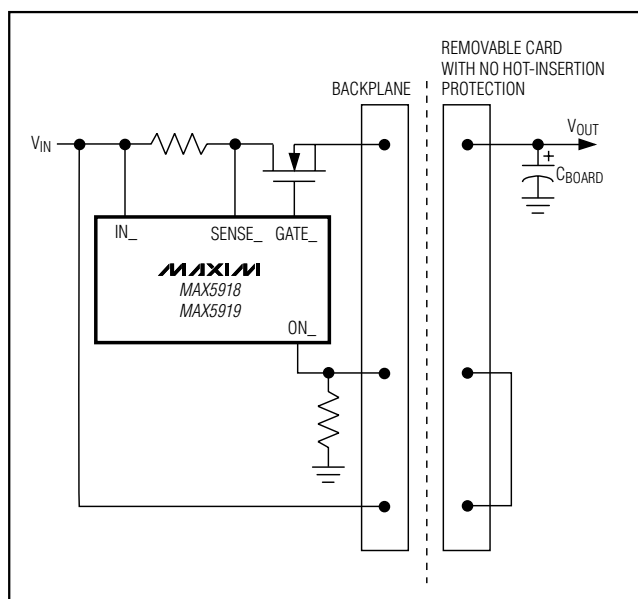 REMOVABLE CARD
WITH NO HOT-INSERTION
PROTECTION
BACKPLANE
VIN
VOUT
+
CBOARD
IN_ SENSE_ GATE_
MAXIM
MAX5918
MAX5919
ON_